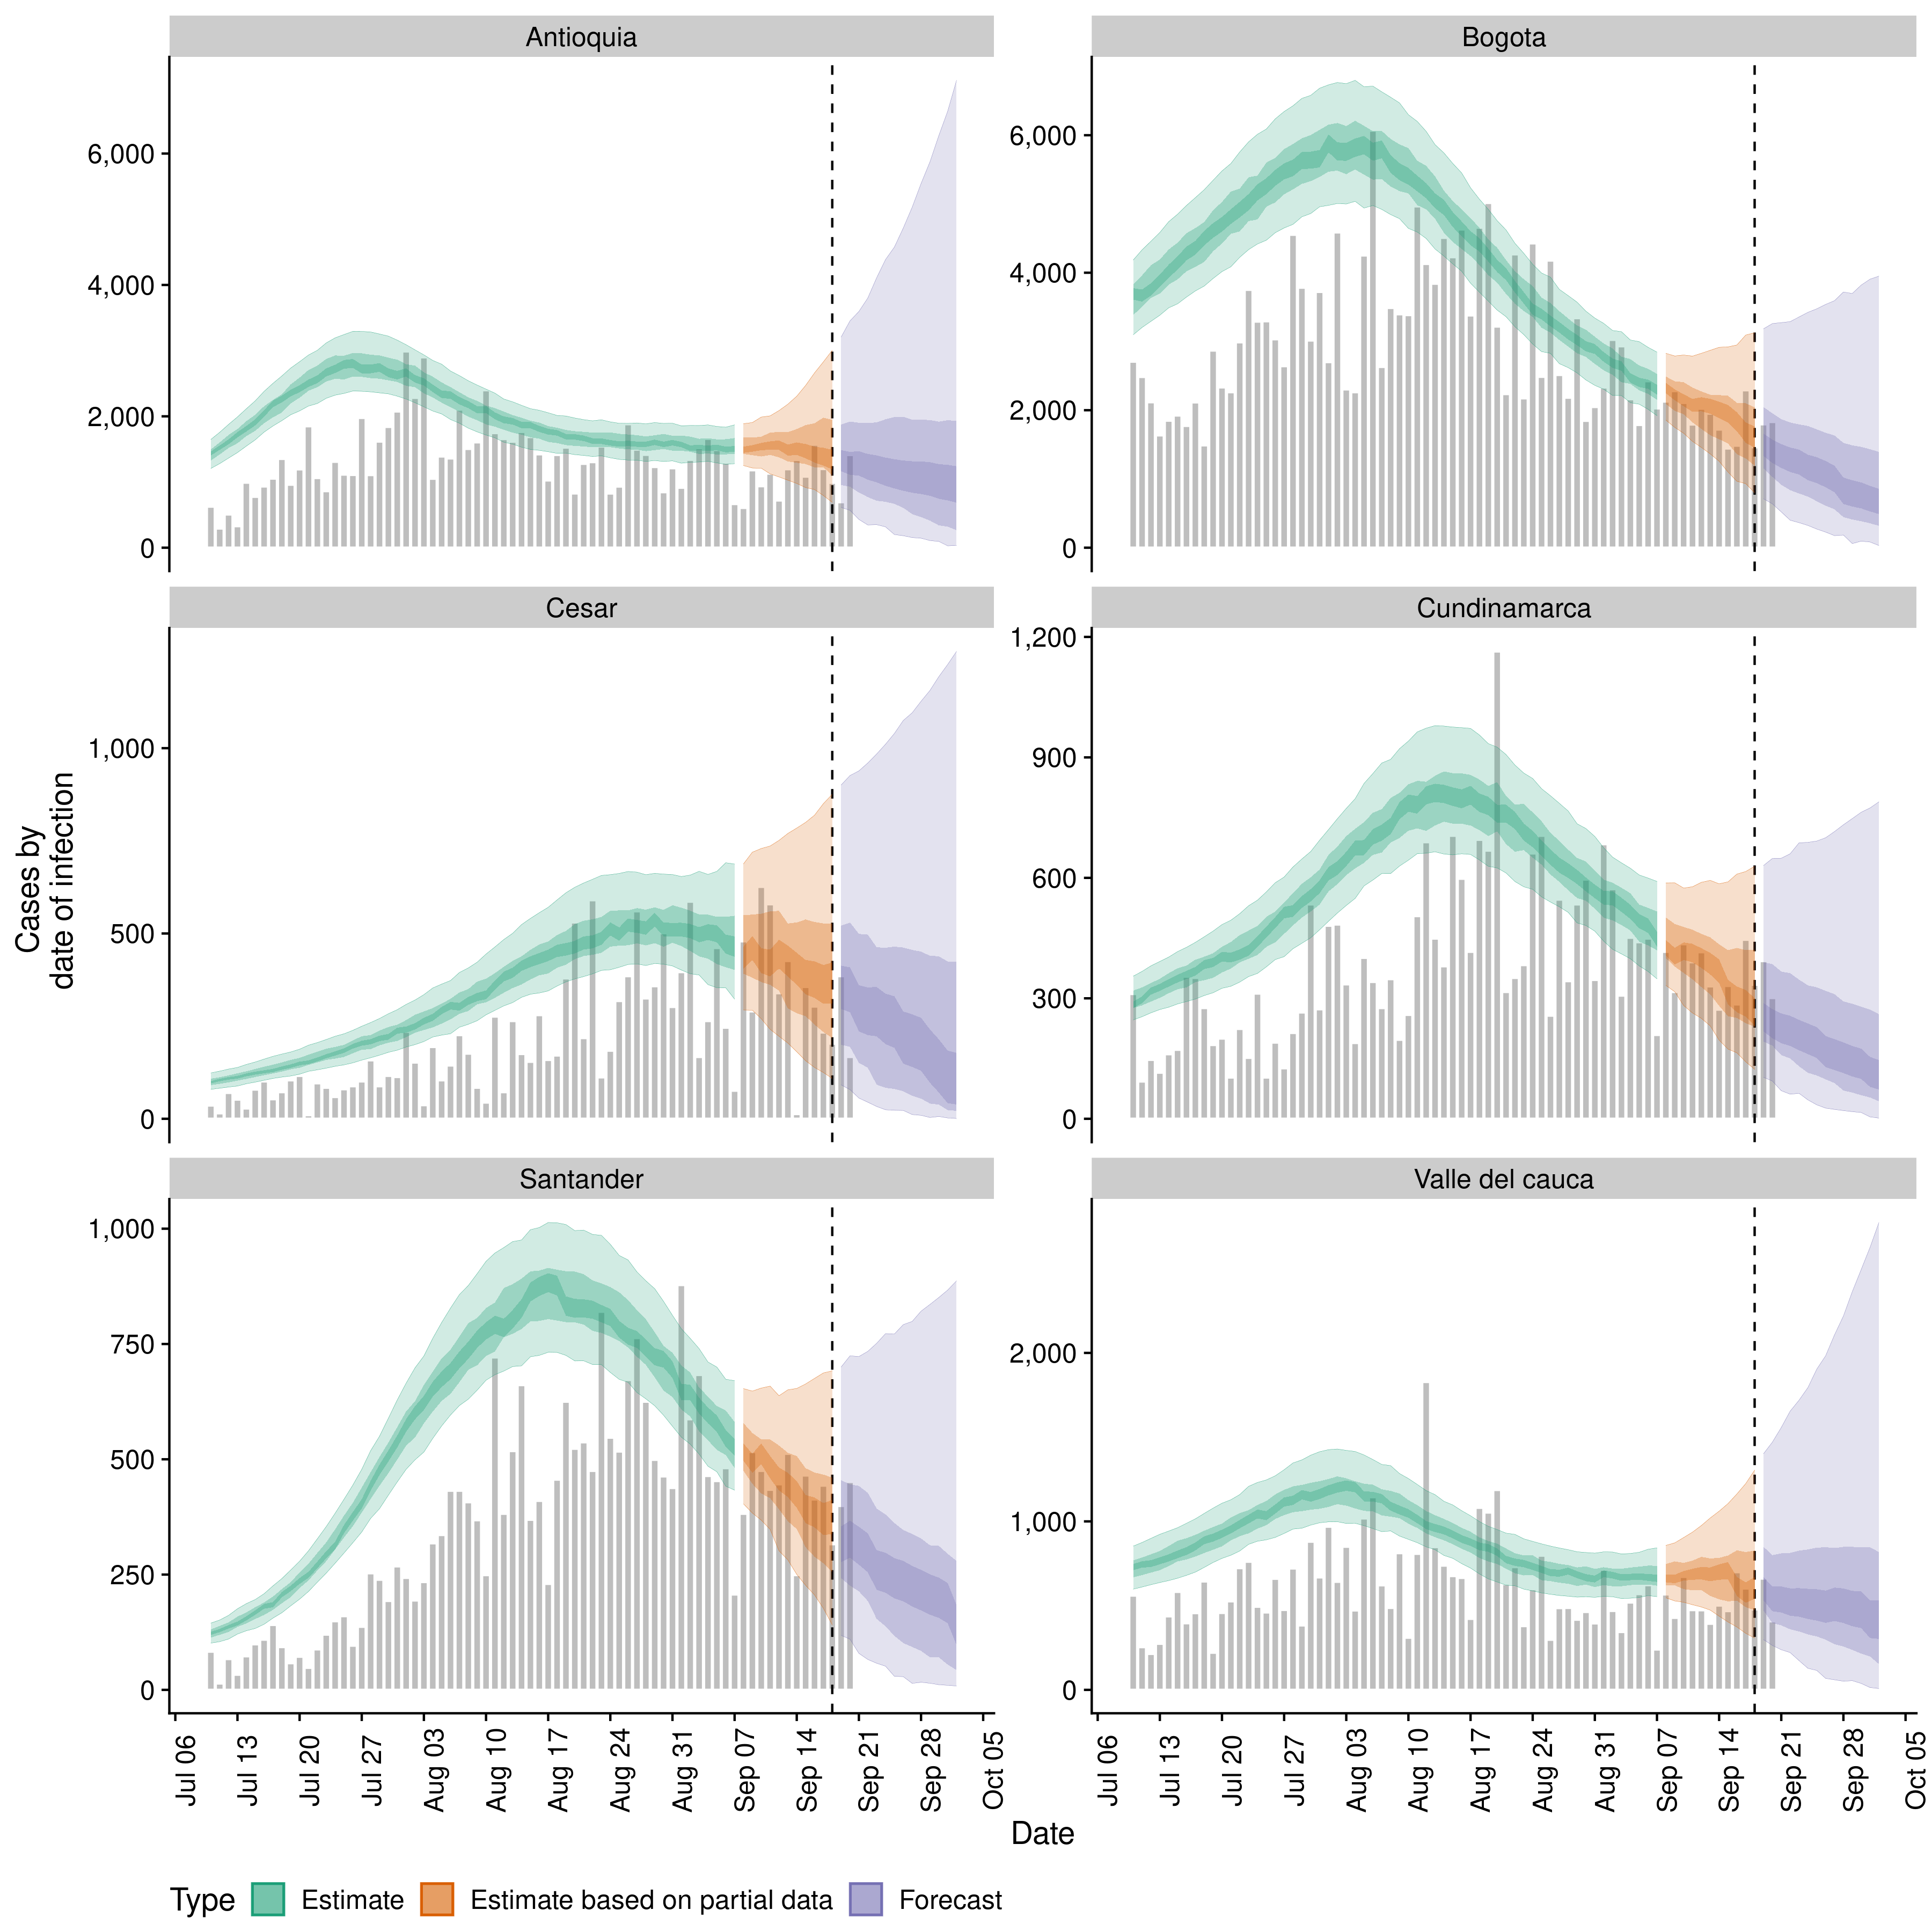 Antioquia
Bogota
6,000
4,000
2,000
0
6,000
4,000
2,000
0
Cesar
Cundinamarca
1,000
500
0
1,200
900
600
300
0
Cases by
date of infection
Santander
Valle del cauca
1,000
750
500
250
0
2,000
1,000
0
Jul 06
Jul 13
Jul 20
Jul 27
Aug 03
Aug 10
Aug 17
Aug 24
Aug 31
Sep 07
Sep 14
Sep 21
Sep 28
Oct 05
Jul 06
Jul 13
Jul 20
Jul 27
Aug 03
Aug 10
Aug 17
Aug 24
Aug 31
Sep 07
Sep 14
Sep 21
Sep 28
Oct 05
Date
Type Estimate Estimate based on partial data Forecast